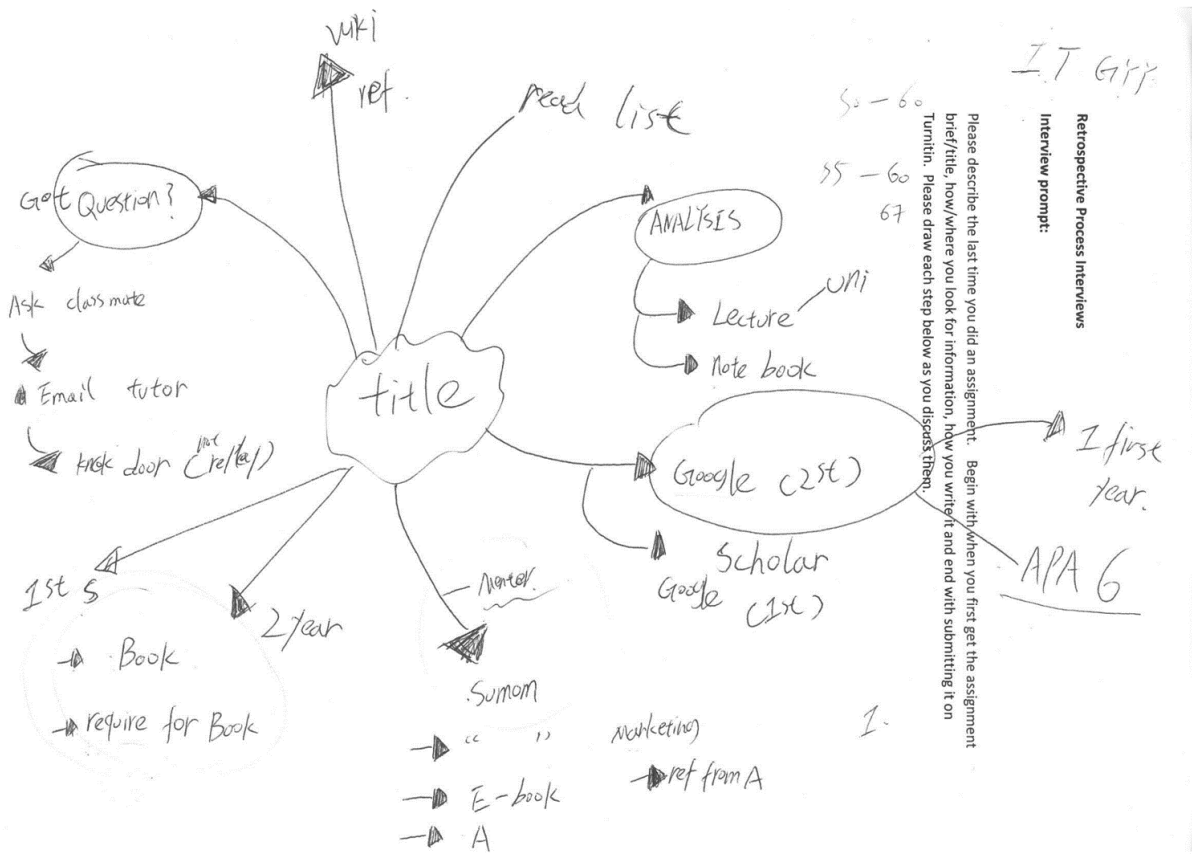 wiki
ref.
read list
Got Question?
Ask classmate
Email tutor
knok door (not
title
ANALYSIS
Lecture
uni
Note book
Google (2st)
Scholar
Google
(1st)
1 first
year.
APA 6
1st s
2 year
Book
require for Book
Mentor.
Sumom
“ ”
E-book
A
Marketing
ref from A
1.
50 - 60
55 - 60
67
I T
Retrospective Process Interviews
Interview prompt:
Please describe the last time you did an assignment. Begin with when you first get the assignment
brief/title, how/where you look for information, how you write it and end with submitting it on
Turnitin. Please draw each step below as you discuss them.